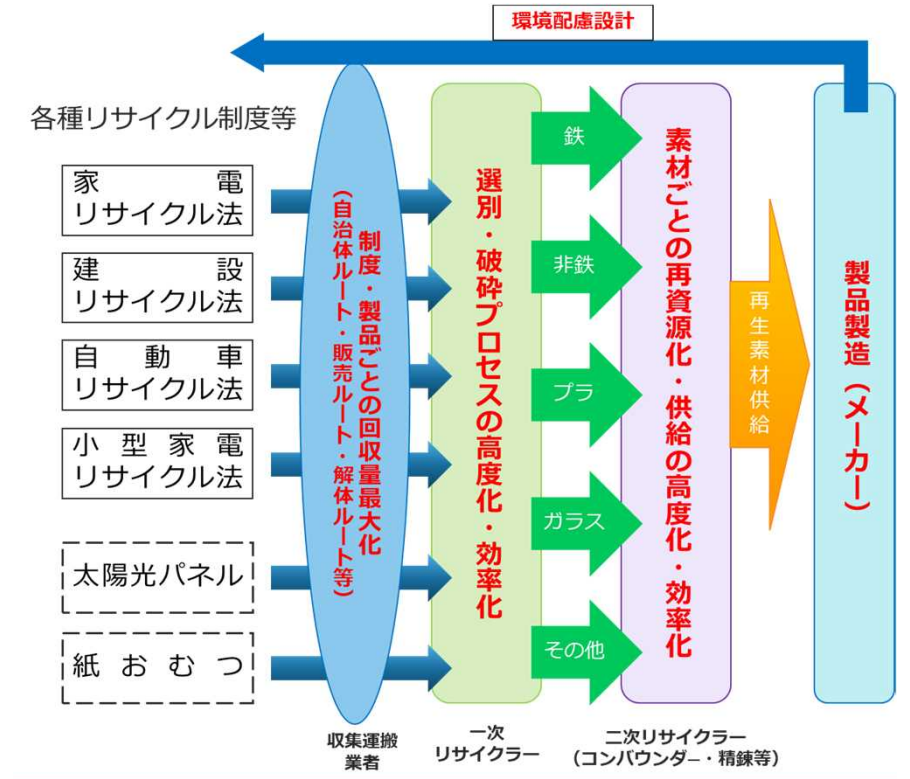 環境配慮設計
各種リサイクル制度等
家電
リサイクル法
建設
リサイクル法
自動車
リサイクル法
小型家電
リサイクル法
太陽光パネル
紙おむつ
制度・製品ごとの回収量最大化
(自治体ルート・販売ルート・解体ルート等)
収集運搬
業者
選別・破砕プロセスの高度化・効率化
一次
リサイクラー
鉄
非鉄
プラ
ガラス
その他
素材ごとの再資源化・供給の高度化・効率化
二次リサイクラー
(コンバウンダ―・精錬等)
再生素材供給
製品製造(メーカー)